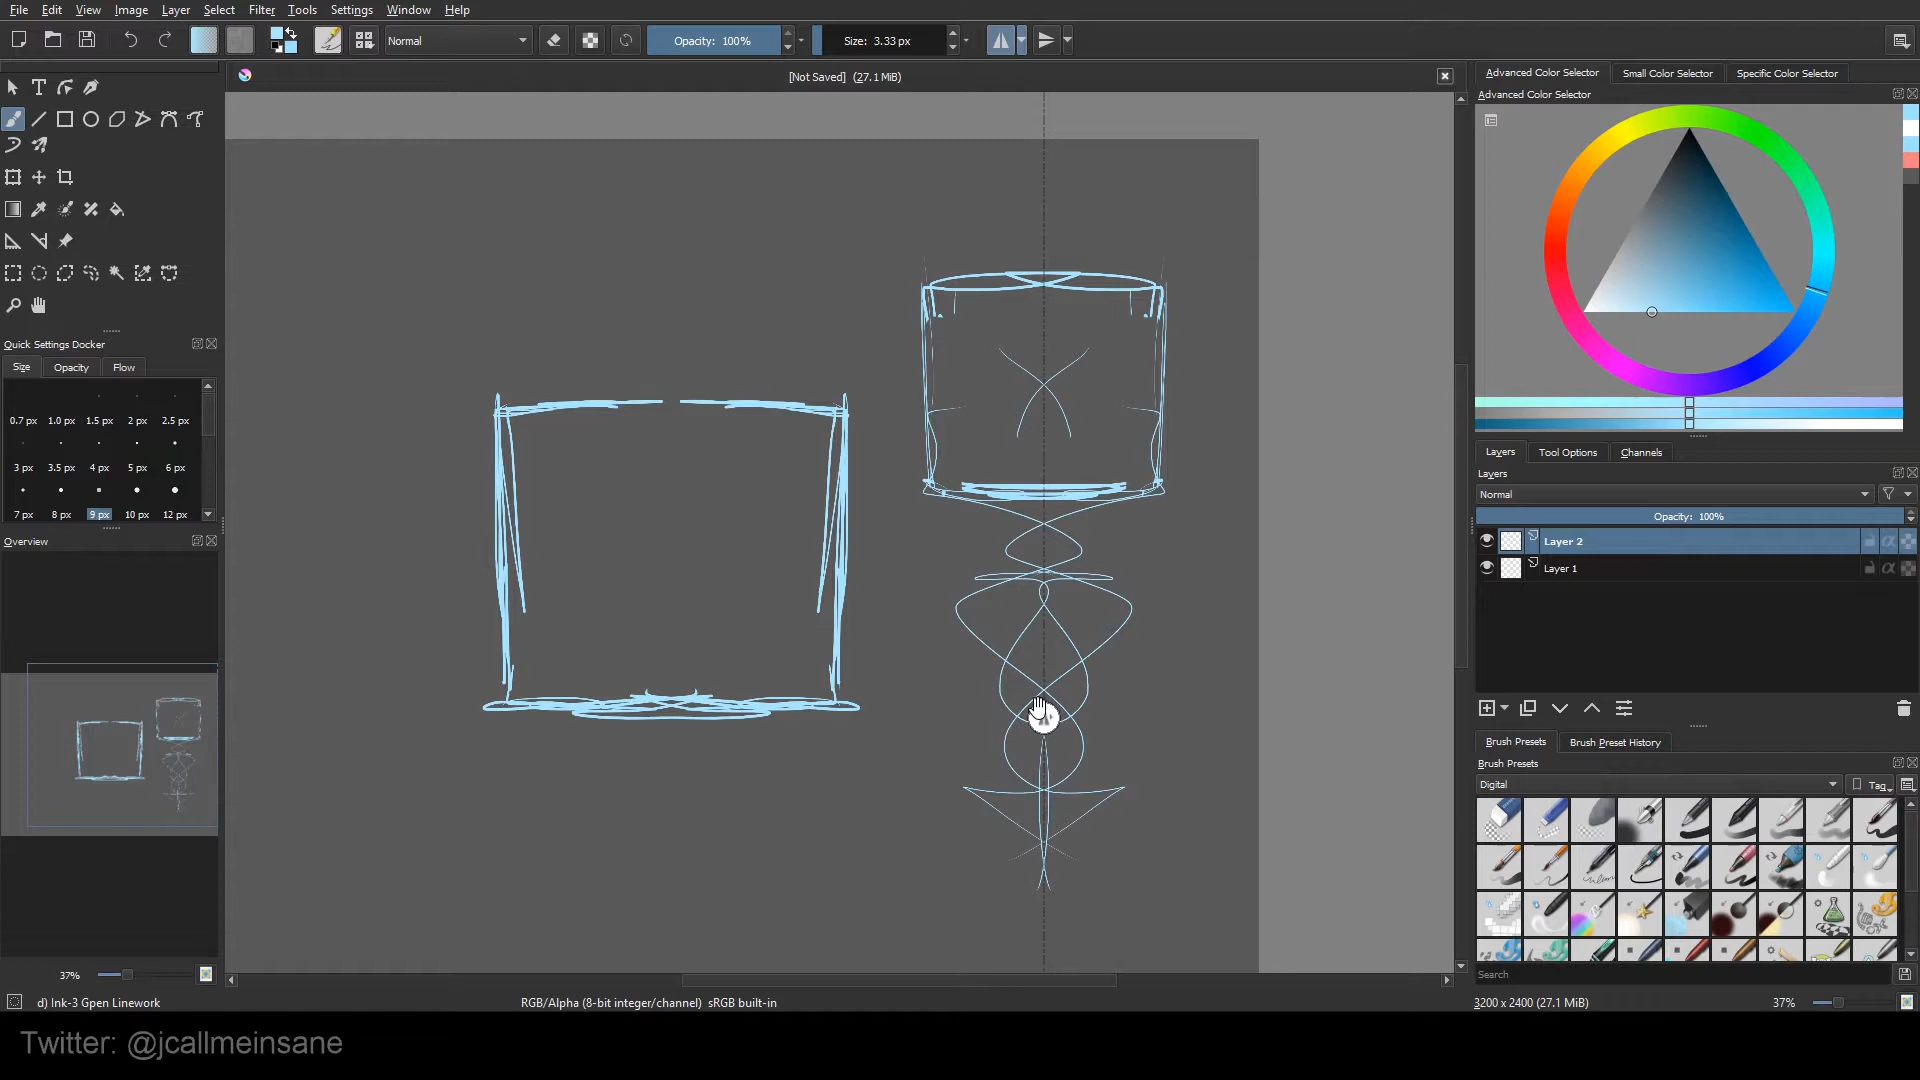 File Edit View Image Layer Select Filter Tools Settings Window Help
Normal
Opacity: 100%
Size: 3.33 px
[Not Saved] (27.1 MiB)
Advanced Color Selector Small Color Selector Specific Color Selector
Advanced Color Selector
Quick Settings Docker
Size Opacity Flow
0.7 px 1.0 px 1.5 px 2 px 2.5 px
3 px 3.5 px 4 px 5 px 6 px
7 px 8 px 9 px 10 px 12 px
Overview
37%
Layers Tool Options Channels
Layers
Normal
Opacity: 100%
Layer 2
Layer 1
Brush Presets Brush Preset History
Brush Presets
Digital
Tag
Search
d) Ink-3 Gpen Linework
RGB/Alpha (8-bit integer/channel) sRGB built-in
3200 x 2400 (27.1 MiB)
37%
Twitter: @jcallmeinsane